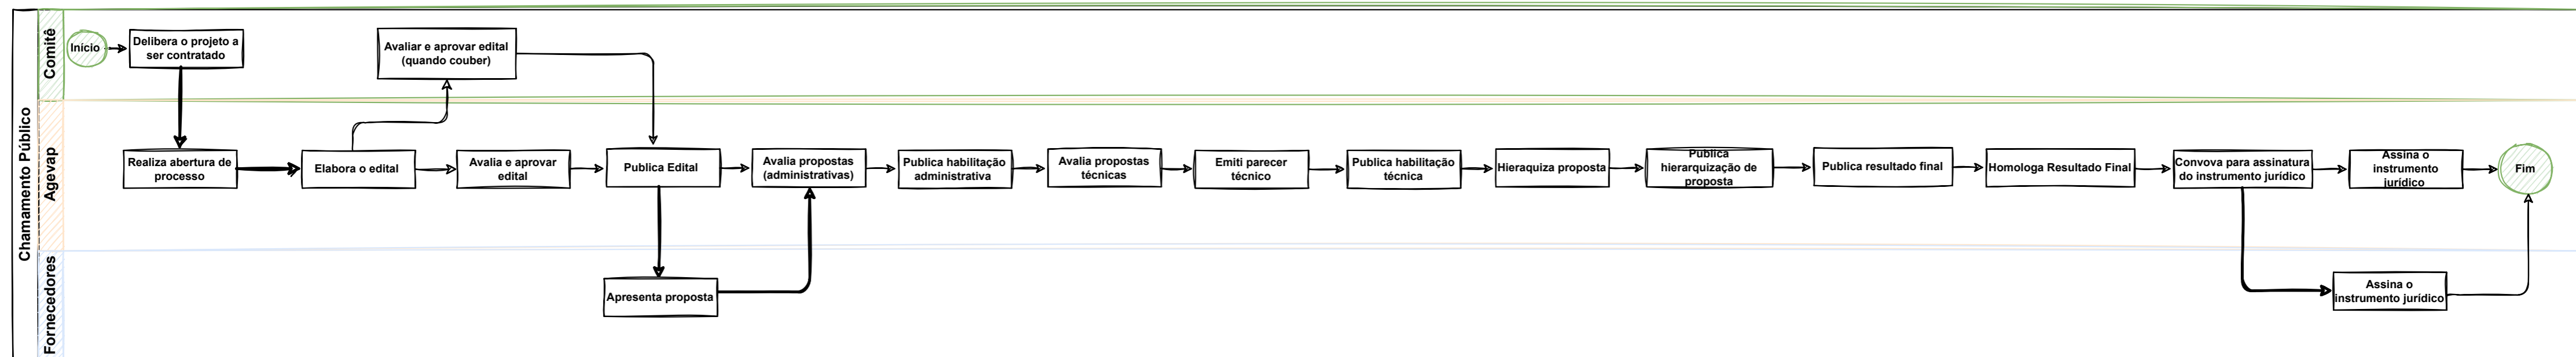 Chamamento Público
Comitê
Início
Delibera o projeto a
ser contratado
Avaliar e aprovar edital
(quando couber)
Agevap
Realiza abertura de
processo
Elabora o edital
Avalia e aprovar
edital
Publica Edital
Avalia propostas
(administrativas)
Publica habilitação
administrativa
Avalia propostas
técnicas
Emiti parecer
técnico
Publica habilitação
técnica
Hieraquiza proposta
Publica
hierarquização de
proposta
Publica resultado final
Homologa Resultado Final
Convova para assinatura
do instrumento jurídico
Assina o
instrumento
jurídico
Fim
Fornecedores
Apresenta proposta
Assina o
instrumento jurídico